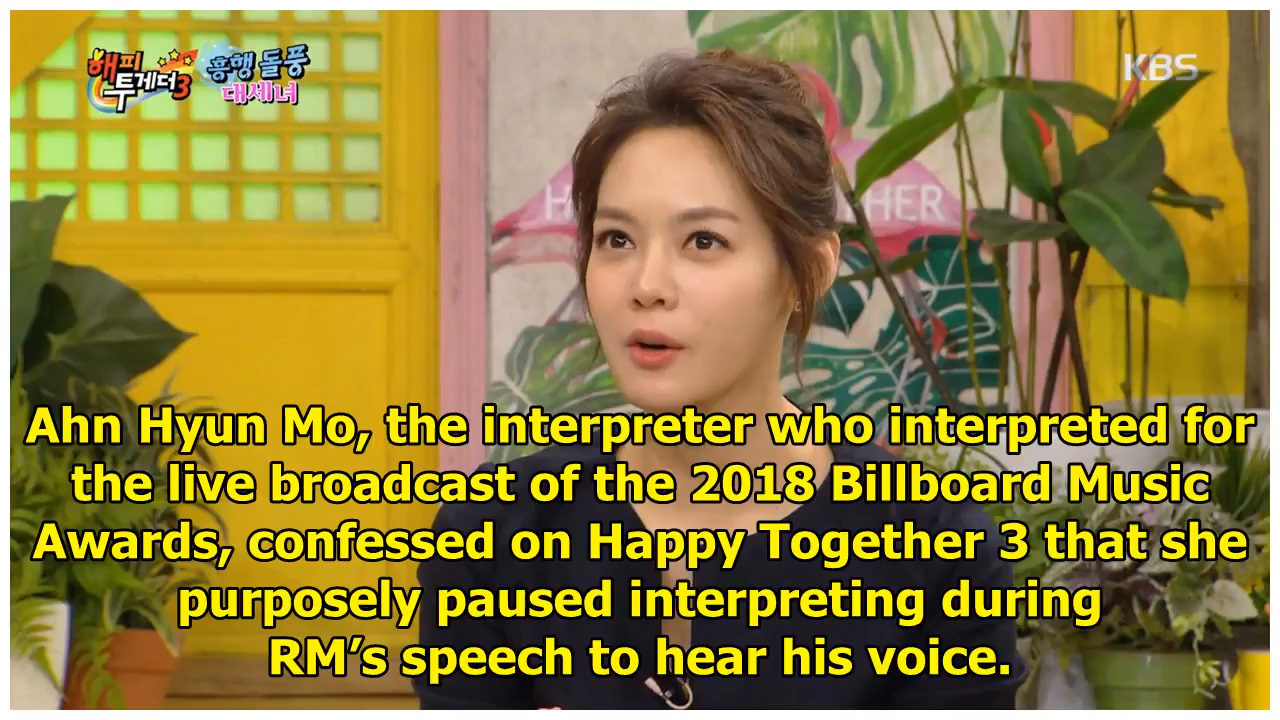 해피
투게더3
흥행 돌풍
대세녀
KBS
H HER
Ahn Hyun Mo, the interpreter who interpreted for
the live broadcast of the 2018 Billboard Music
Awards, confessed on Happy Together 3 that she
purposely paused interpreting during
RM’s speech to hear his voice.